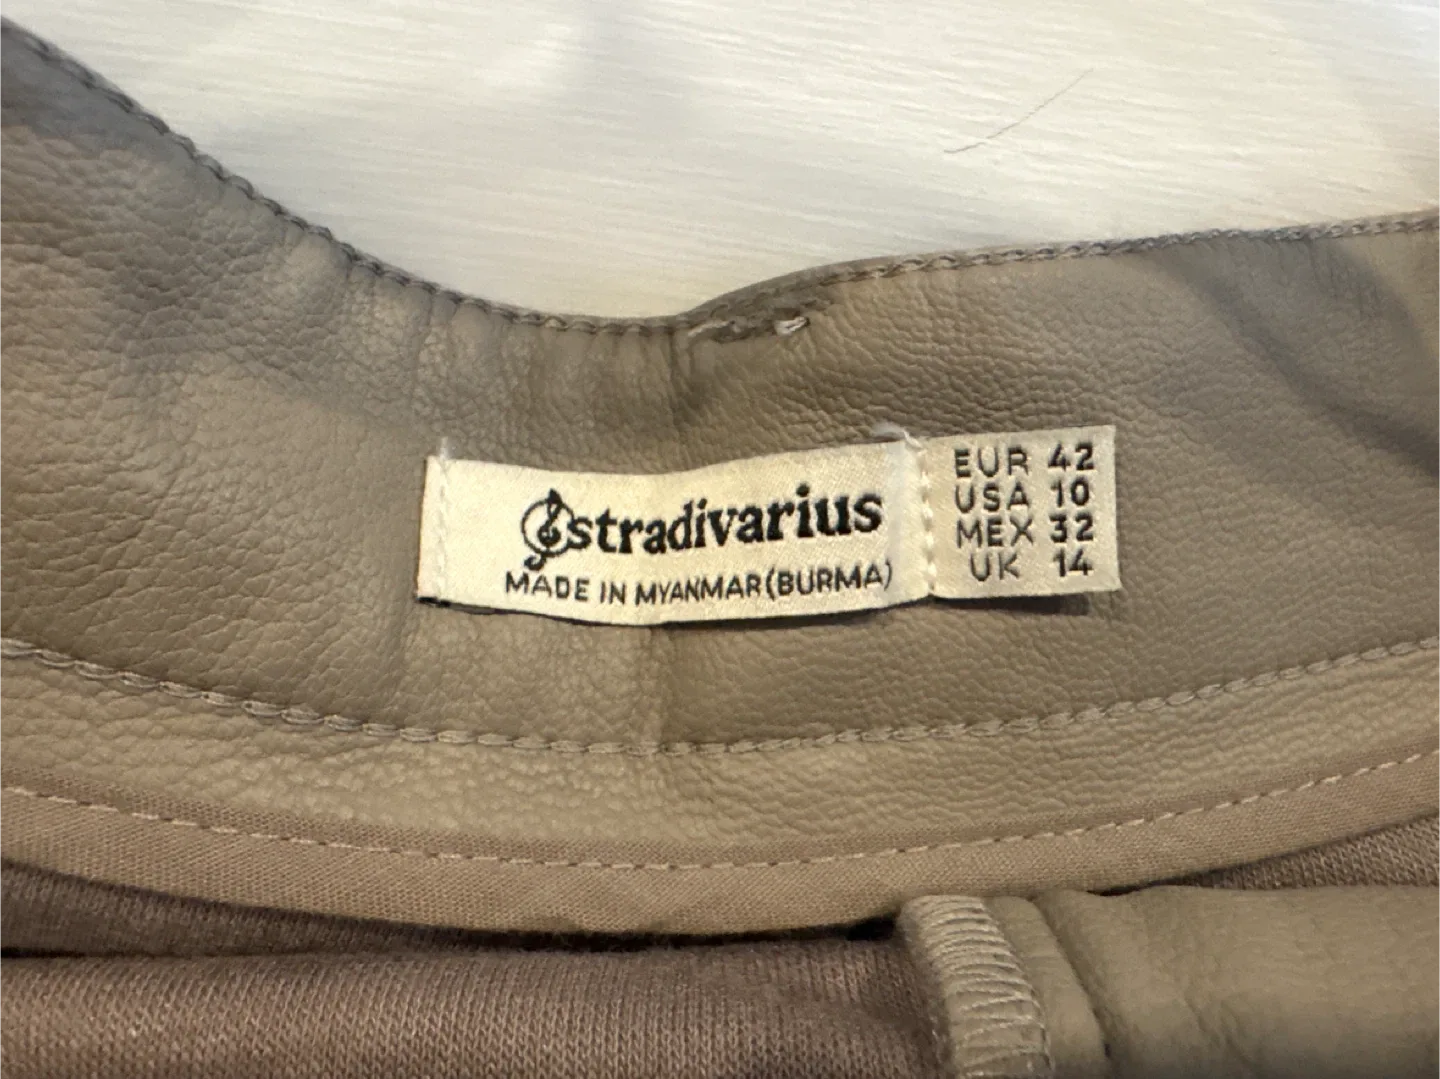 stradivarius
MADE IN MYANMAR(BURMA)
EUR 42
USA 10
MEX 32
UK 14